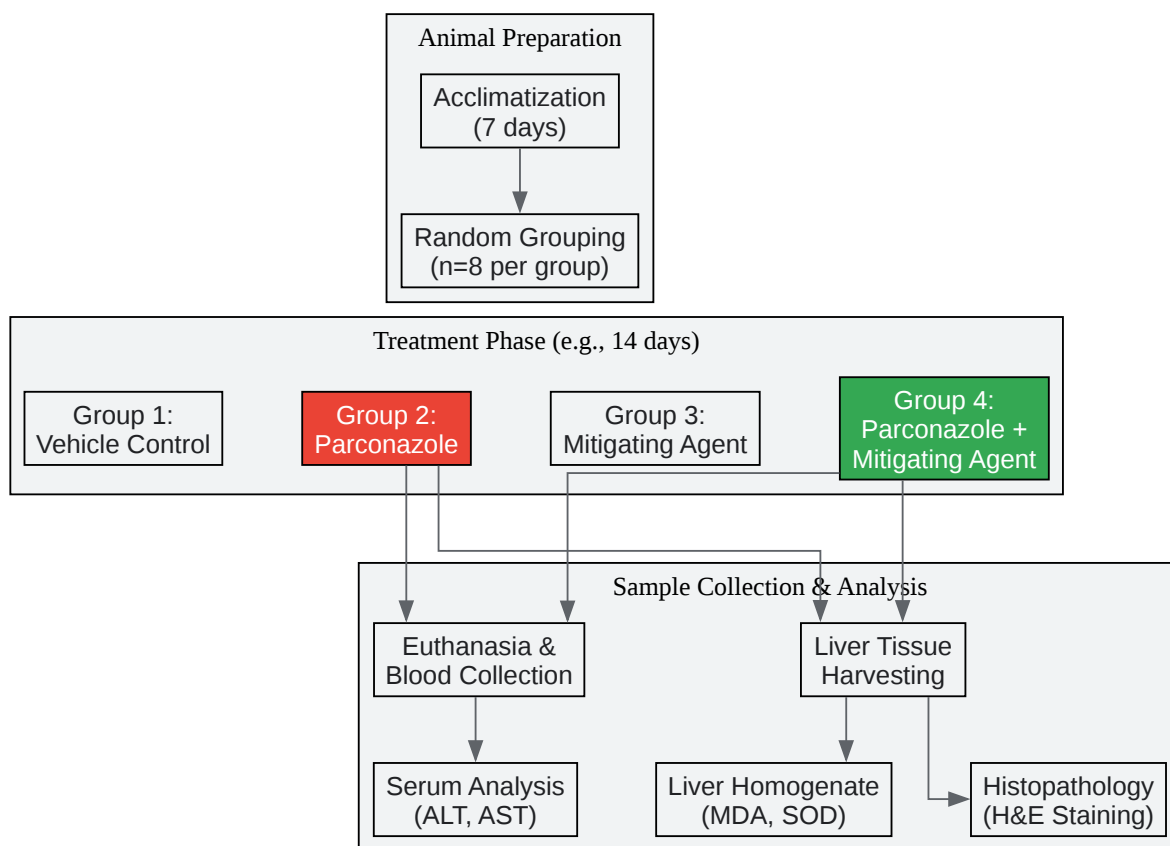 Animal Preparation
Acclimatization
(7 days)
Random Grouping
(n=8 per group)
Treatment Phase (e.g., 14 days)
Group 1:
Vehicle Control
Group 2:
Parconazole
Group 3:
Mitigating Agent
Group 4:
Parconazole +
Mitigating Agent
Sample Collection & Analysis
Euthanasia &
Blood Collection
Liver Tissue
Harvesting
Serum Analysis
(ALT, AST)
Liver Homogenate
(MDA, SOD)
Histopathology
(H&E Staining)